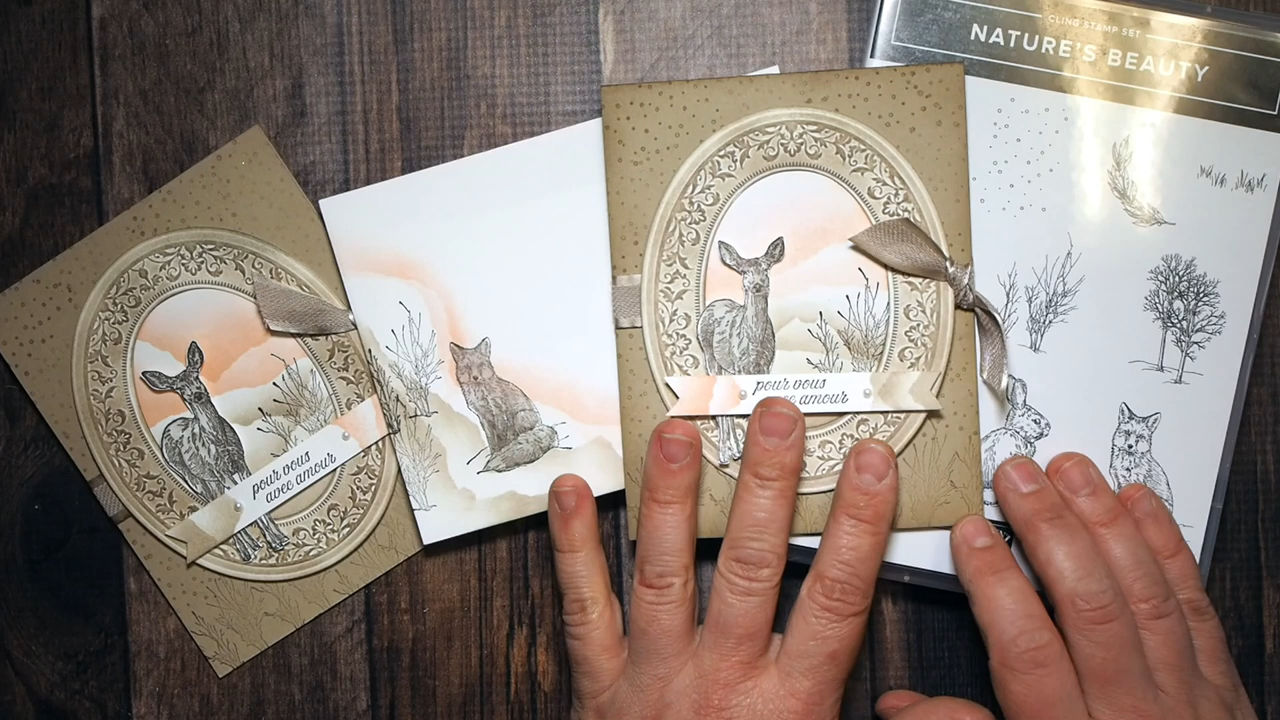 CLING STAMP SET
NATURE'S BEAUTY
pour vous
avec amour
pour vous
avec amour